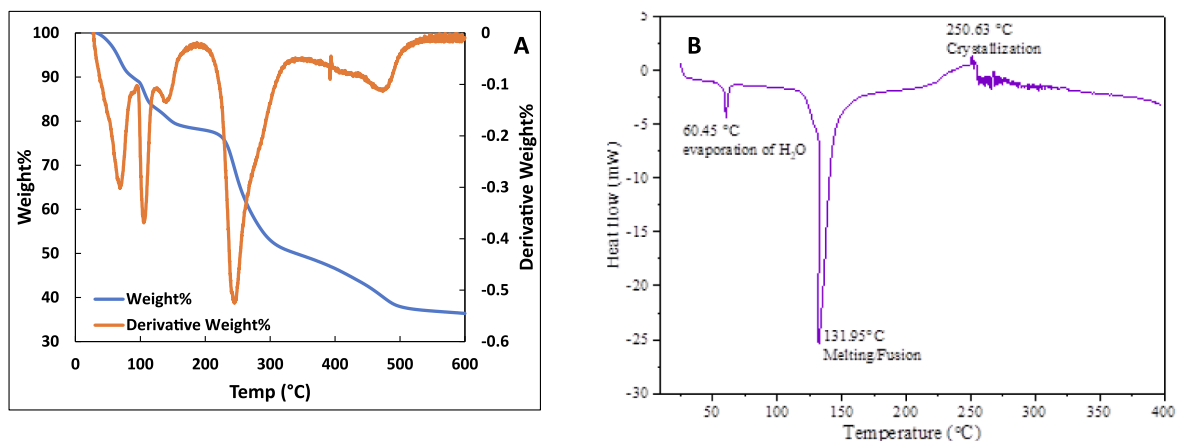 A
100
90
80
70
60
50
40
30
Weight%
0
-0.1
-0.2
-0.3
-0.4
-0.5
-0.6
Derivative Weight%
Weight%
Derivative Weight%
0
100
200
300
400
500
600
Temp (°C)
B
5
0
-5
-10
-15
-20
-25
-30
Heat flow (mW)
250.63 °C
Crystallization
60.45 °C
evaporation of H₂O
131.95°C
Melting/Fusion
50
100
150
200
250
300
350
400
Temperature (°C)